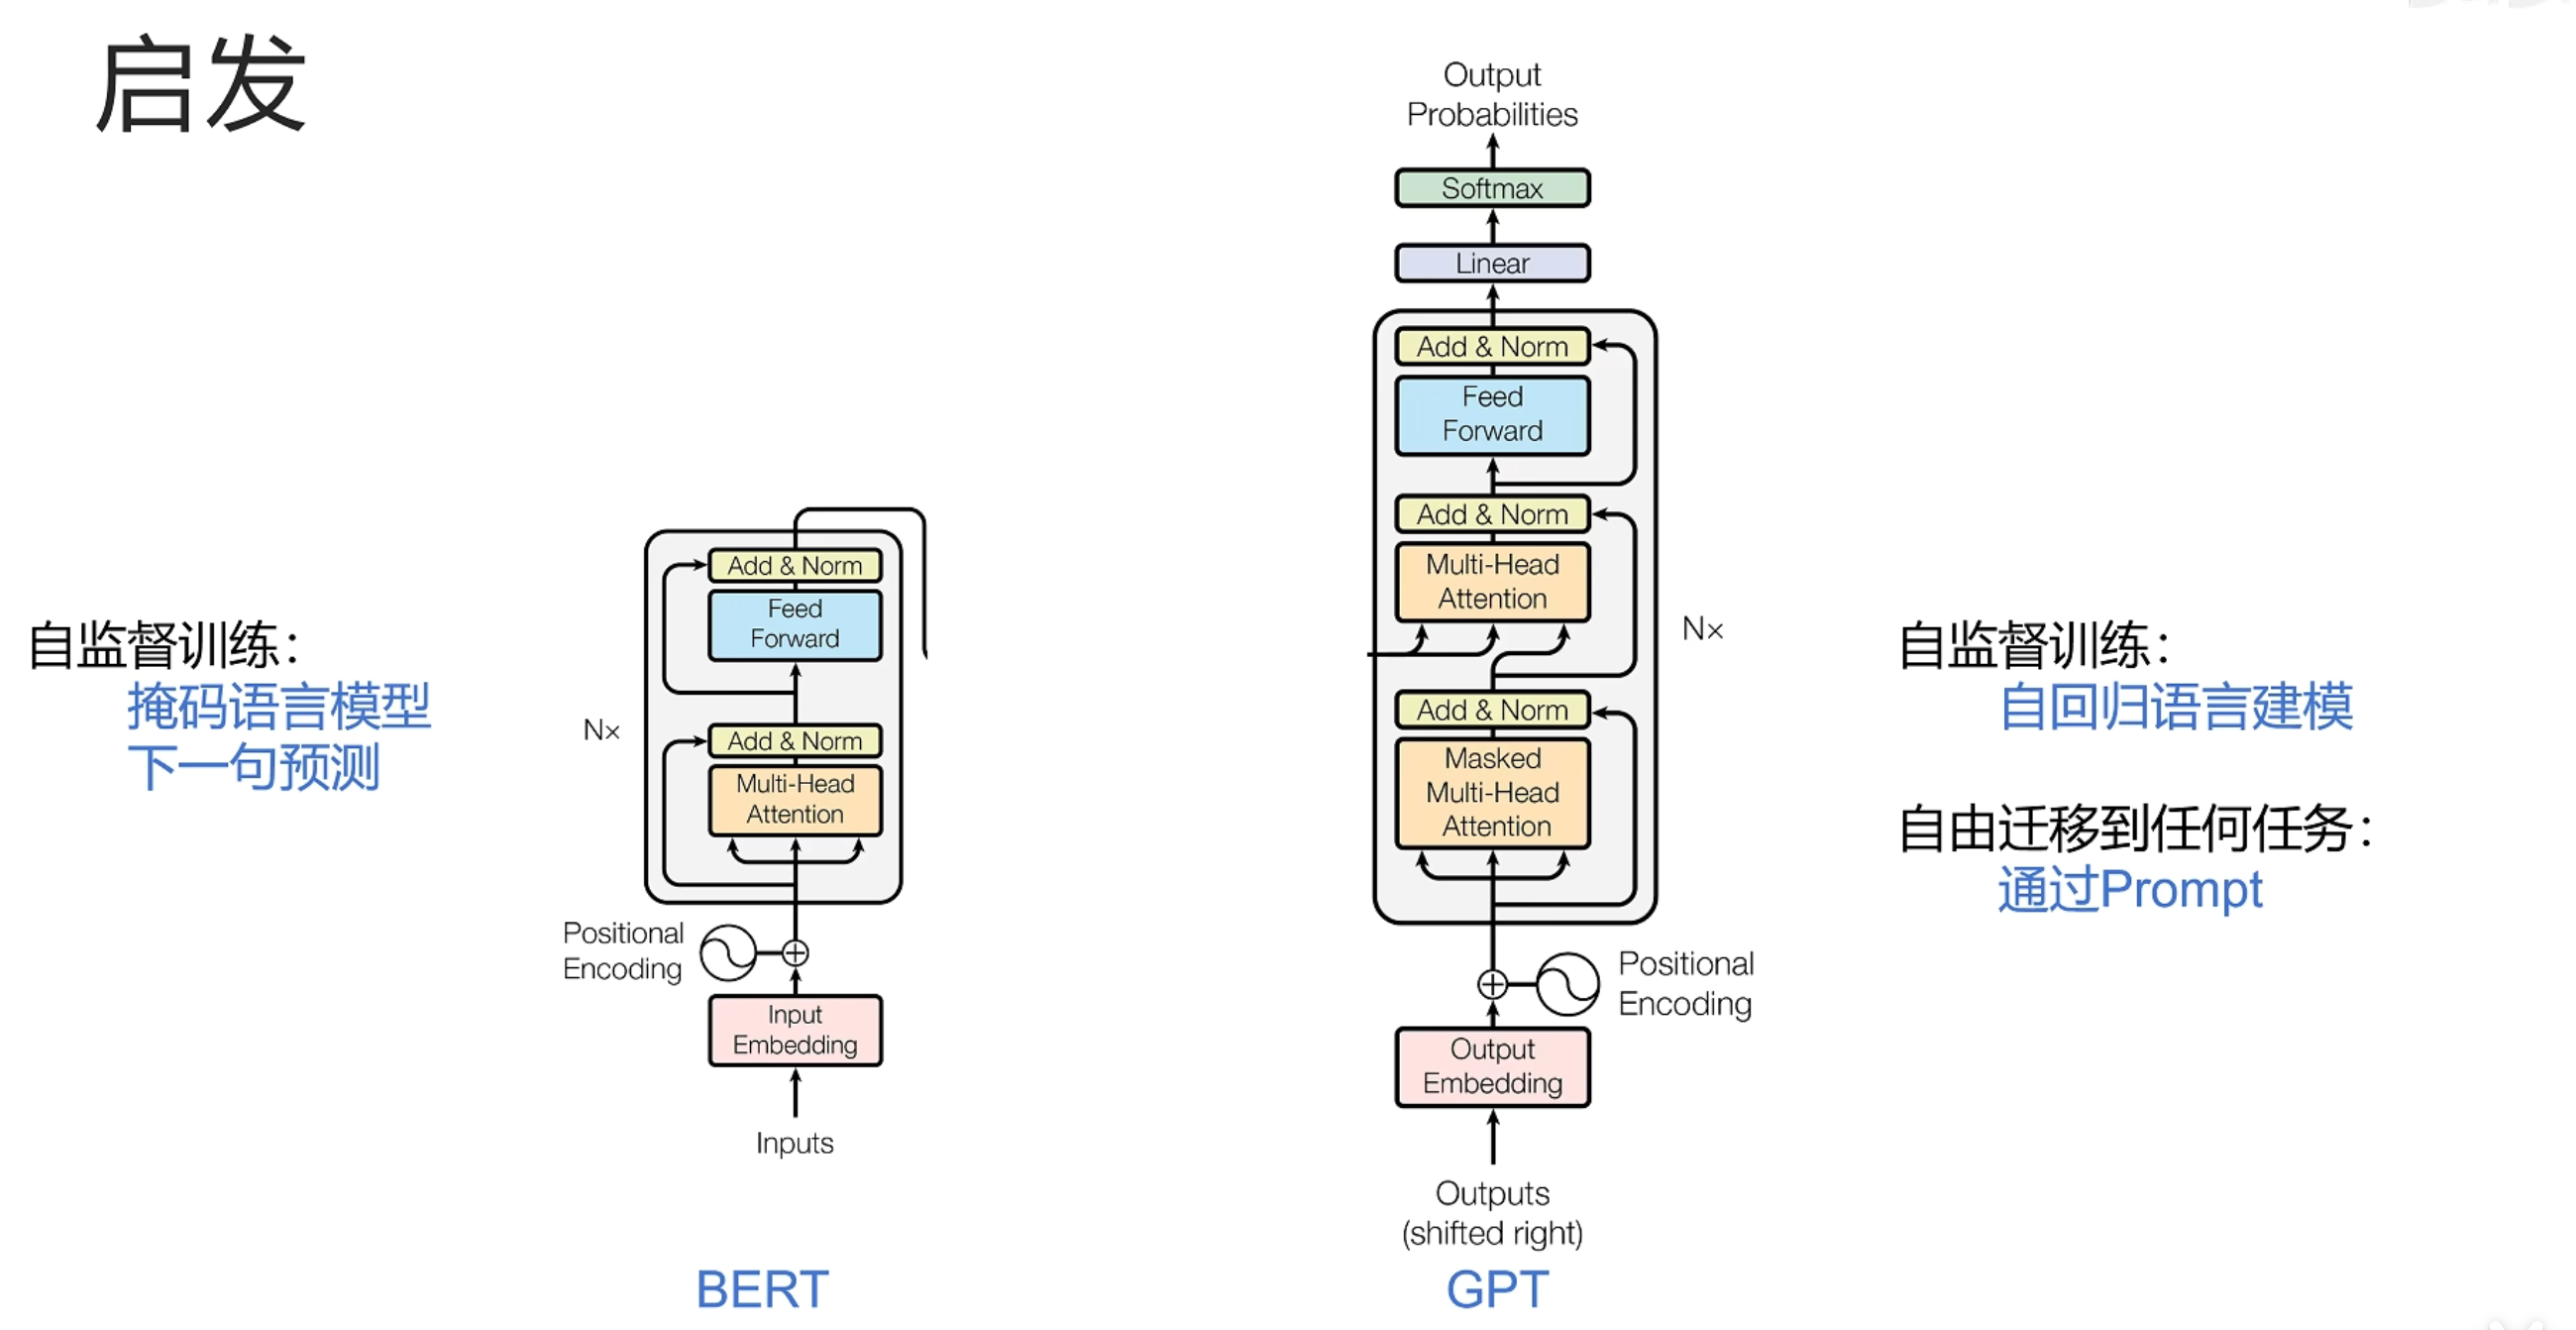 启发
自监督训练：
掩码语言模型
下一句预测
Add & Norm
Feed
Forward
Nx
Add & Norm
Multi-Head
Attention
Positional
Encoding
Input
Embedding
Inputs
BERT
Output
Probabilities
Softmax
Linear
Add & Norm
Feed
Forward
Add & Norm
Multi-Head
Attention
Nx
Add & Norm
Masked
Multi-Head
Attention
Positional
Encoding
Output
Embedding
Outputs
(shifted right)
GPT
自监督训练：
自回归语言建模
自由迁移到任何任务：
通过Prompt